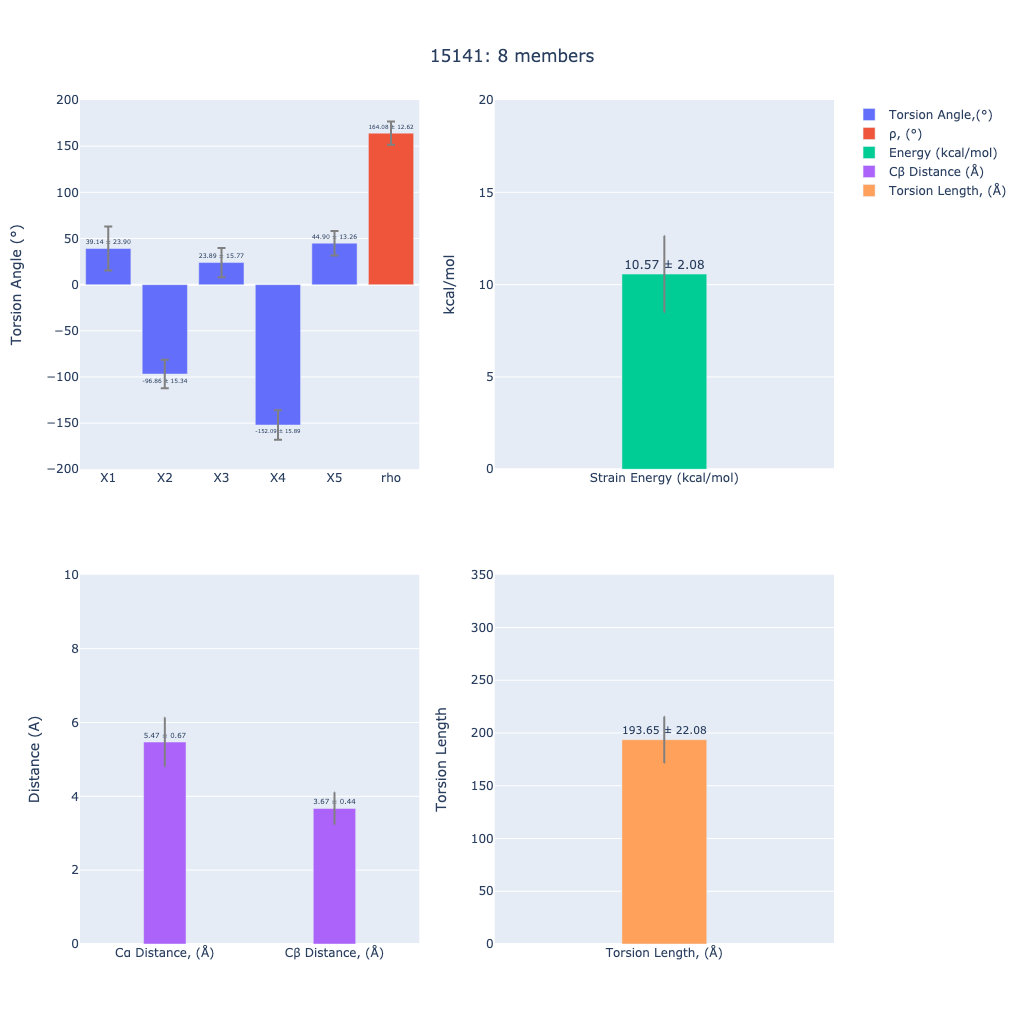 15141: 8 members
Torsion Angle (°)
200
150
100
50
0
−50
−100
−150
−200
39.14 ± 23.90
-96.86 ± 15.34
23.89 ± 15.77
-152.09 ± 15.89
44.90 ± 13.26
164.08 ± 12.62
X1 X2 X3 X4 X5 rho
kcal/mol
20
15
10
5
0
10.57 ± 2.08
Strain Energy (kcal/mol)
Torsion Angle,(°)
ρ, (°)
Energy (kcal/mol)
Cβ Distance (Å)
Torsion Length, (Å)
Distance (A)
10
8
6
4
2
0
5.47 ± 0.67
3.67 ± 0.44
Cα Distance, (Å) Cβ Distance, (Å)
Torsion Length
350
300
250
200
150
100
50
0
193.65 ± 22.08
Torsion Length, (Å)